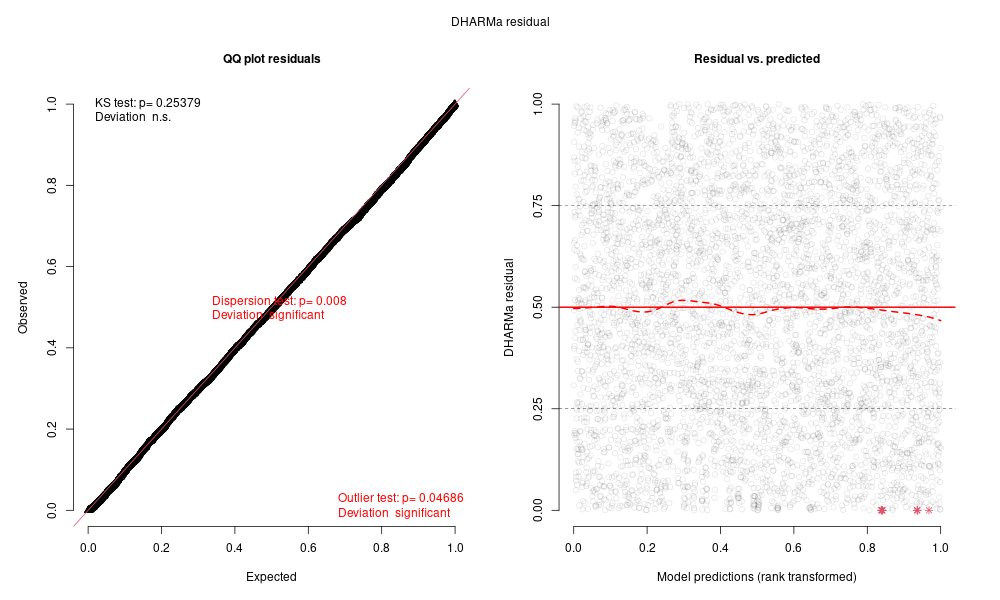 DHARMa residual
QQ plot residuals
KS test: p= 0.25379
Deviation n.s.
Dispersion test: p= 0.008
Deviation significant
Outlier test: p= 0.04686
Deviation significant
Observed
1.0
0.8
0.6
0.4
0.2
0.0
0.0 0.2 0.4 0.6 0.8 1.0
Expected
Residual vs. predicted
DHARMa residual
1.00
0.75
0.50
0.25
0.00
0.0 0.2 0.4 0.6 0.8 1.0
Model predictions (rank transformed)